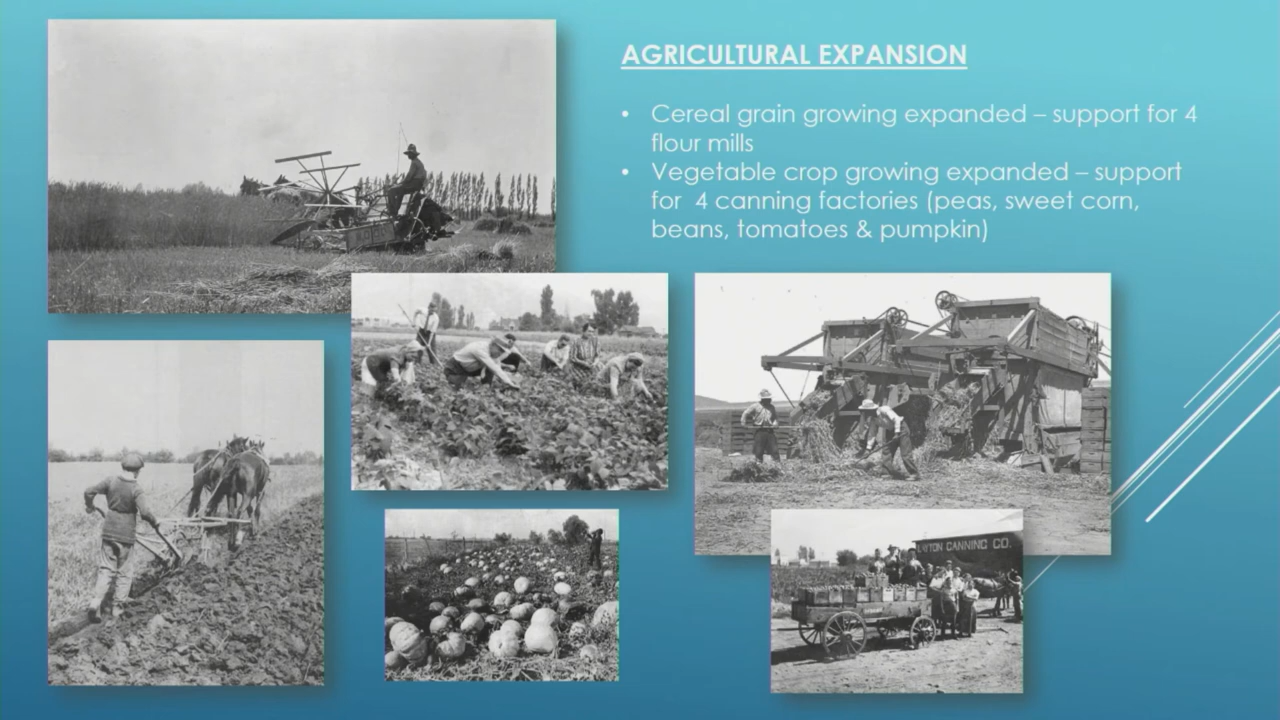 AGRICULTURAL EXPANSION
• Cereal grain growing expanded – support for 4
flour mills
• Vegetable crop growing expanded – support
for  4 canning factories (peas, sweet corn,
beans, tomatoes & pumpkin)
CANNING CO.